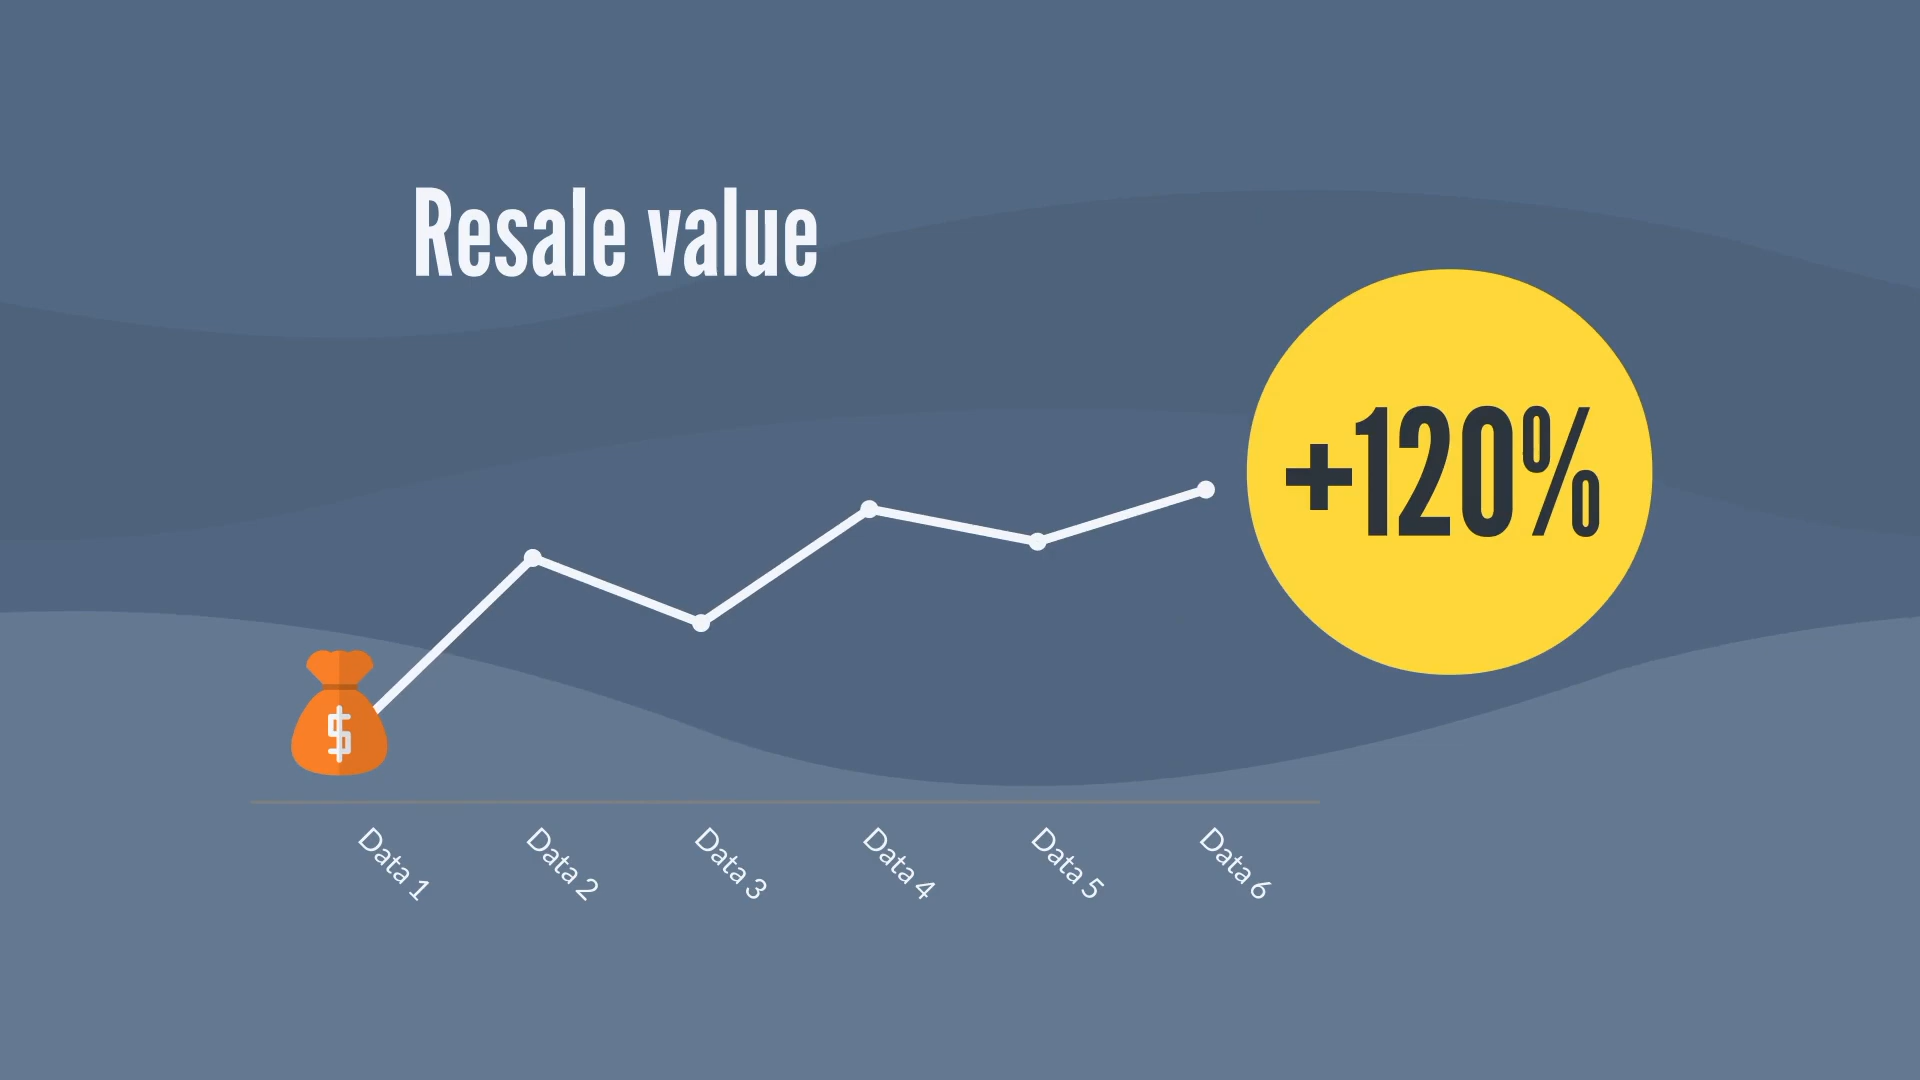 Resale value
+120%
$
Data 1
Data 2
Data 3
Data 4
Data 5
Data 6